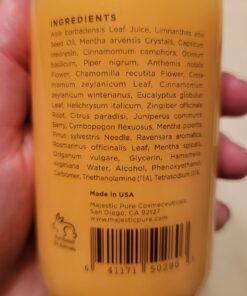 INGREDIENTS
Aloe barbadensis Leaf Juice, Limnanthes alba
Seed Oil, Mentha arvensis Crystals, Capsicum
oleoresin, Cinnamomum camphora, Ocimum
basilicum, Piper nigrum, Anthemis nobilis
Flower, Chamomilla recutita Flower, Cinna-
momum zeylanicum Leaf, Cinnamomum
zeylanicum, Eucalyptus globulus
Leaf, Helichrysum italicum, Zingiber officinale
Root, Citrus paradisi, Juniperus communis
Berry, Cymbopogon flexuosus, Mentha piperita,
Pinus sylvestris Needle, Ravensara aromatica,
Rosmarinus officinalis Leaf, Mentha spicata,
Origanum vulgare, Glycerin, Hamamelis
virginiana Water, Alcohol, Phenoxyethanol
Carbomer, Triethanolamine (TEA), Tetrasodium
Made in USA
Majestic Pure Cosmeceuticals
San Diego, CA 92127
www.majesticpure.com
6 41171 50280